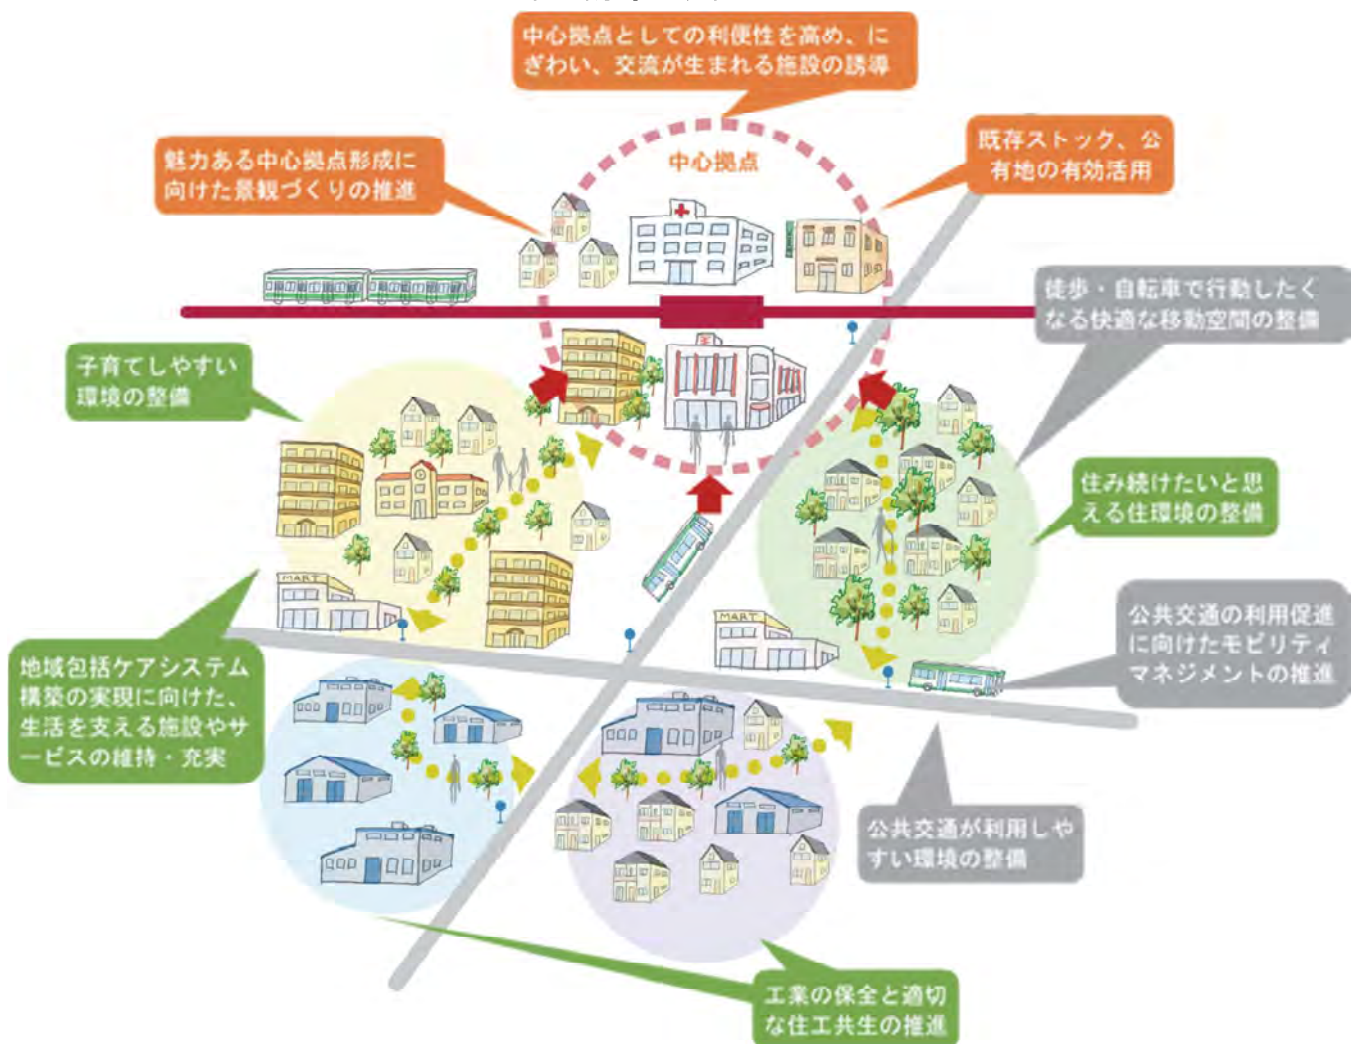 中心拠点としての利便性を高め、に
ぎわい、交流が生まれる施設の誘導
魅力ある中心拠点形成に
向けた景観づくりの推進
中心拠点
既存ストック、公
有地の有効活用
徒歩・自転車で行動したく
なる快適な移動空間の整備
子育てしやすい
環境の整備
住み続けたいと思
える住環境の整備
MART
MART
公共交通の利用促進
に向けたモビリティ
マネジメントの推進
地域包括ケアシステム
構築の実現に向けた、
生活を支える施設やサ
ービスの維持・充実
公共交通が利用しや
すい環境の整備
工業の保全と適切
な住工共生の推進